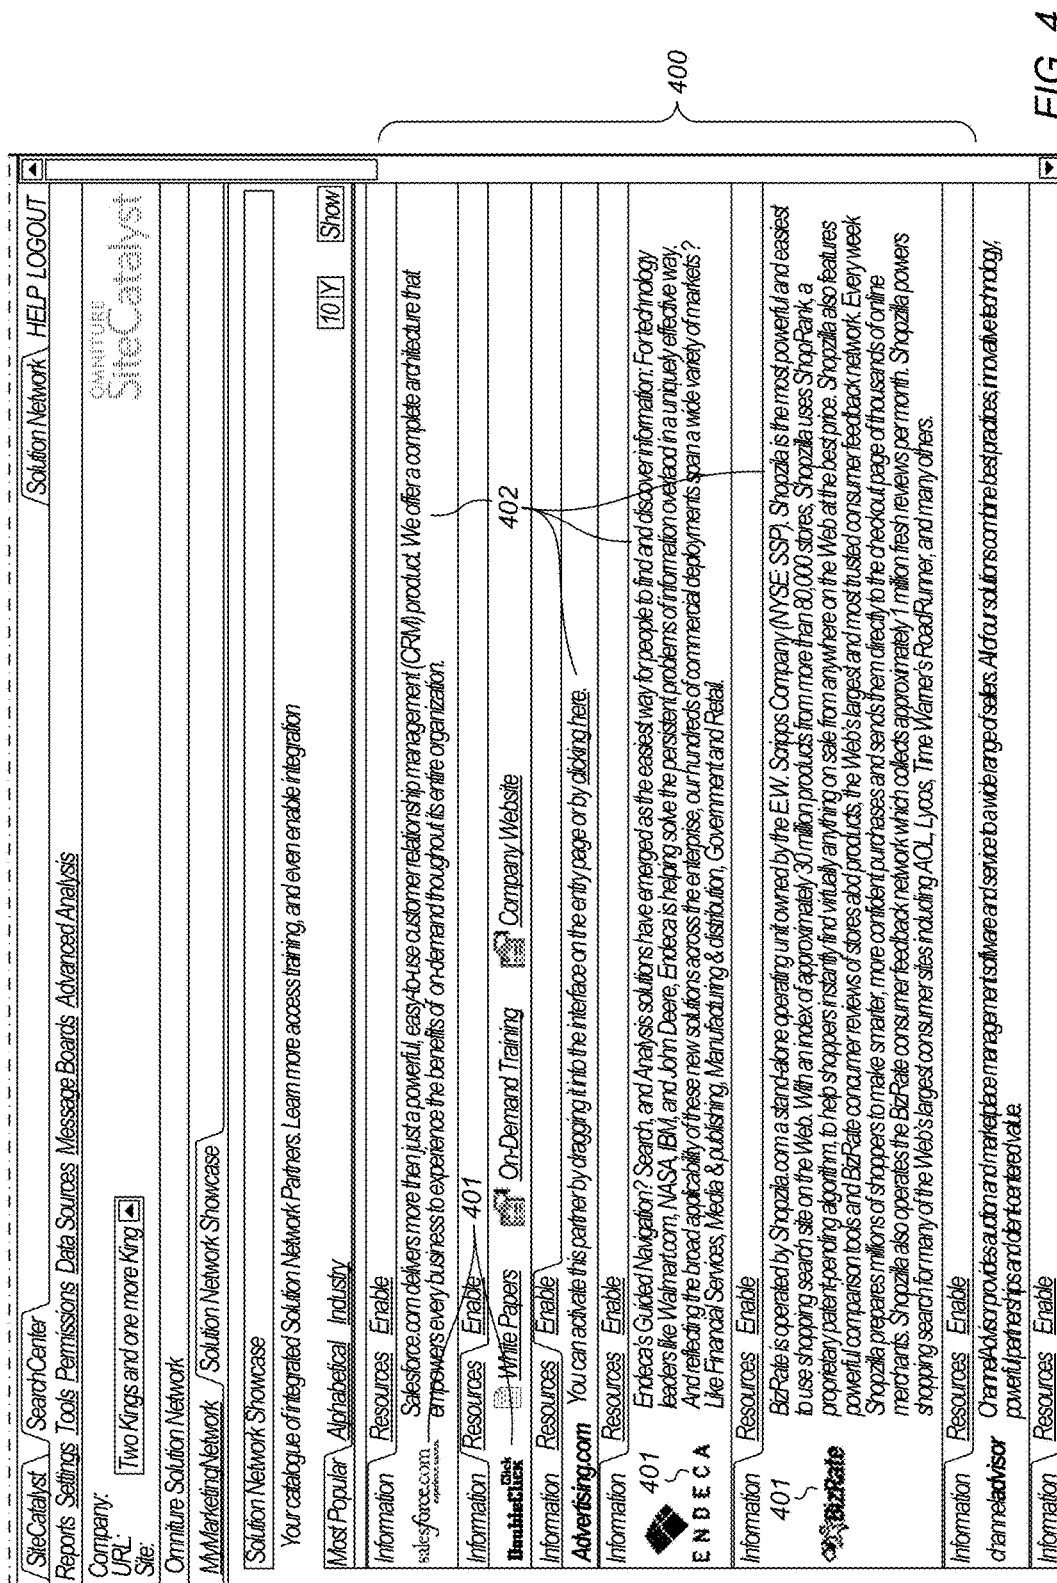 SiteCatalyst SearchCenter Solution Network HELP LOGOUT
Reports Settings Tools Permissions Data Sources Message Boards Advanced Analysis
Company:
URL: Two Kings and one more King
Site:
OMNITURE
SiteCatalyst
Omniture Solution Network
MyMarketingNetwork Solution Network Showcase
Solution Network Showcase
Your catalogue of integrated Solution Network Partners. Learn more access training, and even enable integration
Most Popular Alphabetical Industry 10 Y Show
Information Resources Enable
salesforce.com
Salesforce.com delivers more then just a powerful, easy-to-use customer relationship management (CRM) product. We offer a complete architecture that
empowers every business to experience the benefits of on-demand thoughout its entire organization.
Information Resources Enable 401
DoubleClick White Papers On-Demand Training Company Website 402
Information Resources Enable
Advertising.com You can activate this partner by dragging it into the interface on the entry page or by clicking here.
Information Resources Enable
401
ENDECA
Endeca's Guided Navigation? Search, and Analysis solutions have emerged as the easiest way for people to find and discover information. For technology
leaders like Walmart.com, NASA, IBM, and John Deere, Endeca is helping solve the persistent problems of information overlaod in a uniquely effective way.
And reflecting the broad applicability of these new solutions across the enterprise, our hundreds of commercial deployments span a wide variety of markets?
Like Financial Services, Media & publishing, Manufacturing & distribution, Government and Retail.
Information Resources Enable
401
BizRate
BizRate is operated by Shopzilla.com a stand-alone operating unit owned by the E.W. Scripps Company (NYSE: SSP). Shopzilla is the most powerful and easiest
to use shopping search site on the Web. With an index of approximately 30 million products from more than 80,000 stores, Shopzilla uses ShopRank, a
proprietary patent-pending algorithm, to help shoppers instantly find virtually anything on sale from anywhere on the Web at the best price. Shopzilla also features
powerful comparison tools and BizRate concumer reviews of stores abd products, the Web's largest and most trusted consumer feedback network. Every week
Shopzilla prepares millions of shoppers to make smarter, more confident purchases and sends them directly to the checkout page of thousands of online
merchants. Shopzilla also operates the BizRate consumer feedback network which collects approximately 1 million fresh reviews per month. Shopzilla powers
shopping search for many of the Web's largest consumer sites including AOL, Lycos, Time Warner's RoadRunner, and many others.
Information Resources Enable
channeladvisor
ChannelAdvisor provides auction and marketplace management software and service to a wide range of sellers. All of our solutions combine best practices, innovative technology,
powerful partnerships and client-centered value.
Information Resources Enable
400
FIG. 4